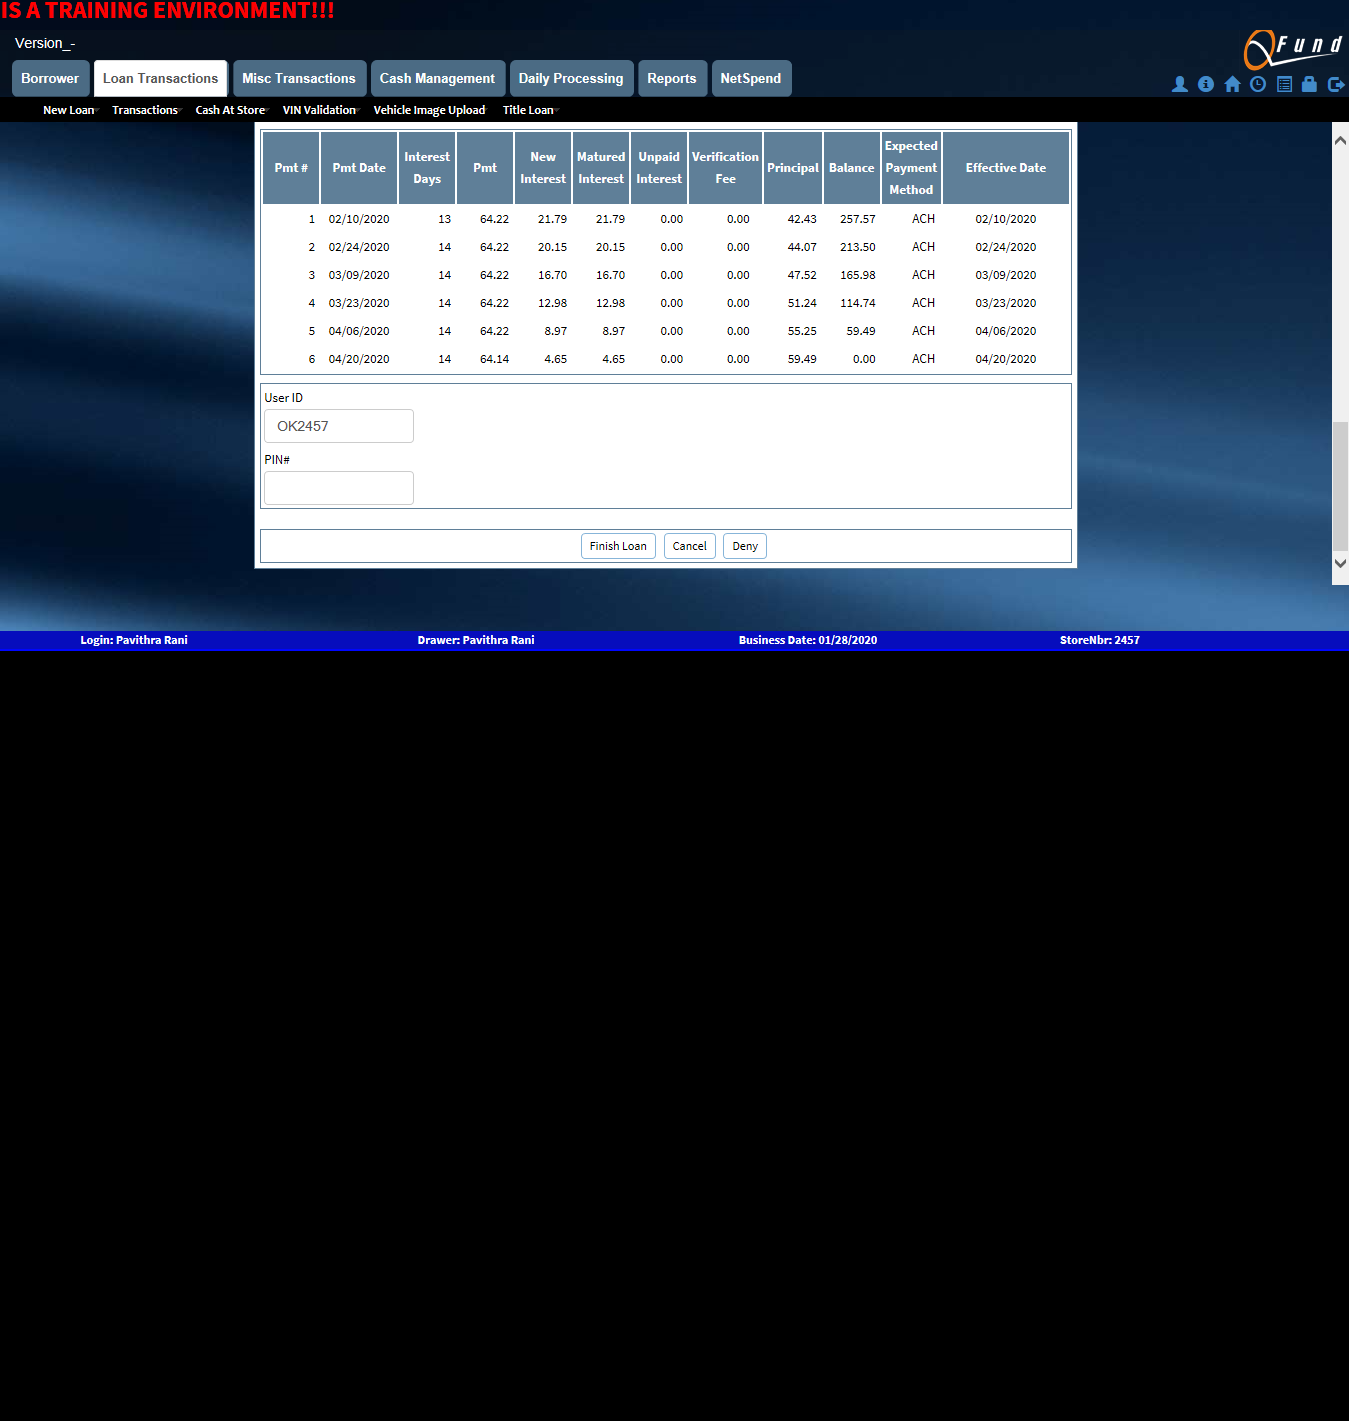 IS A TRAINING ENVIRONMENT!!!
Version_-
QFund
Borrower Loan Transactions Misc Transactions Cash Management Daily Processing Reports NetSpend
New Loan Transactions Cash At Store VIN Validation Vehicle Image Upload Title Loan
Pmt # Pmt Date Interest Days Pmt New Interest Matured Interest Unpaid Interest Verification Fee Principal Balance Expected Payment Method Effective Date
1 02/10/2020 13 64.22 21.79 21.79 0.00 0.00 42.43 257.57 ACH 02/10/2020
2 02/24/2020 14 64.22 20.15 20.15 0.00 0.00 44.07 213.50 ACH 02/24/2020
3 03/09/2020 14 64.22 16.70 16.70 0.00 0.00 47.52 165.98 ACH 03/09/2020
4 03/23/2020 14 64.22 12.98 12.98 0.00 0.00 51.24 114.74 ACH 03/23/2020
5 04/06/2020 14 64.22 8.97 8.97 0.00 0.00 55.25 59.49 ACH 04/06/2020
6 04/20/2020 14 64.14 4.65 4.65 0.00 0.00 59.49 0.00 ACH 04/20/2020
User ID
OK2457
PIN#
Finish Loan Cancel Deny
Login: Pavithra Rani Drawer: Pavithra Rani Business Date: 01/28/2020 StoreNbr: 2457